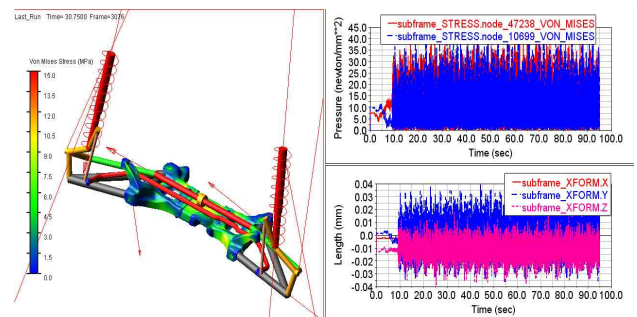 Last_Run Time= 30.7500 Frame=3076
Von Mises Stress (MPa)
15.0
13.5
12.0
10.5
9.0
7.5
6.0
4.5
3.0
1.5
0.0
subframe_STRESS.node_47238_VON_MISES
subframe_STRESS.node_10699_VON_MISES
Pressure (newton/mm**2)
45.0
40.0
35.0
30.0
25.0
20.0
15.0
10.0
5.0
0.0
0.0 10.0 20.0 30.0 40.0 50.0 60.0 70.0 80.0 90.0 100.0
Time (sec)
subframe_XFORM.X
subframe_XFORM.Y
subframe_XFORM.Z
Length (mm)
0.04
0.03
0.02
0.01
-0.0
-0.01
-0.02
-0.03
-0.04
0.0 10.0 20.0 30.0 40.0 50.0 60.0 70.0 80.0 90.0 100.0
Time (sec)